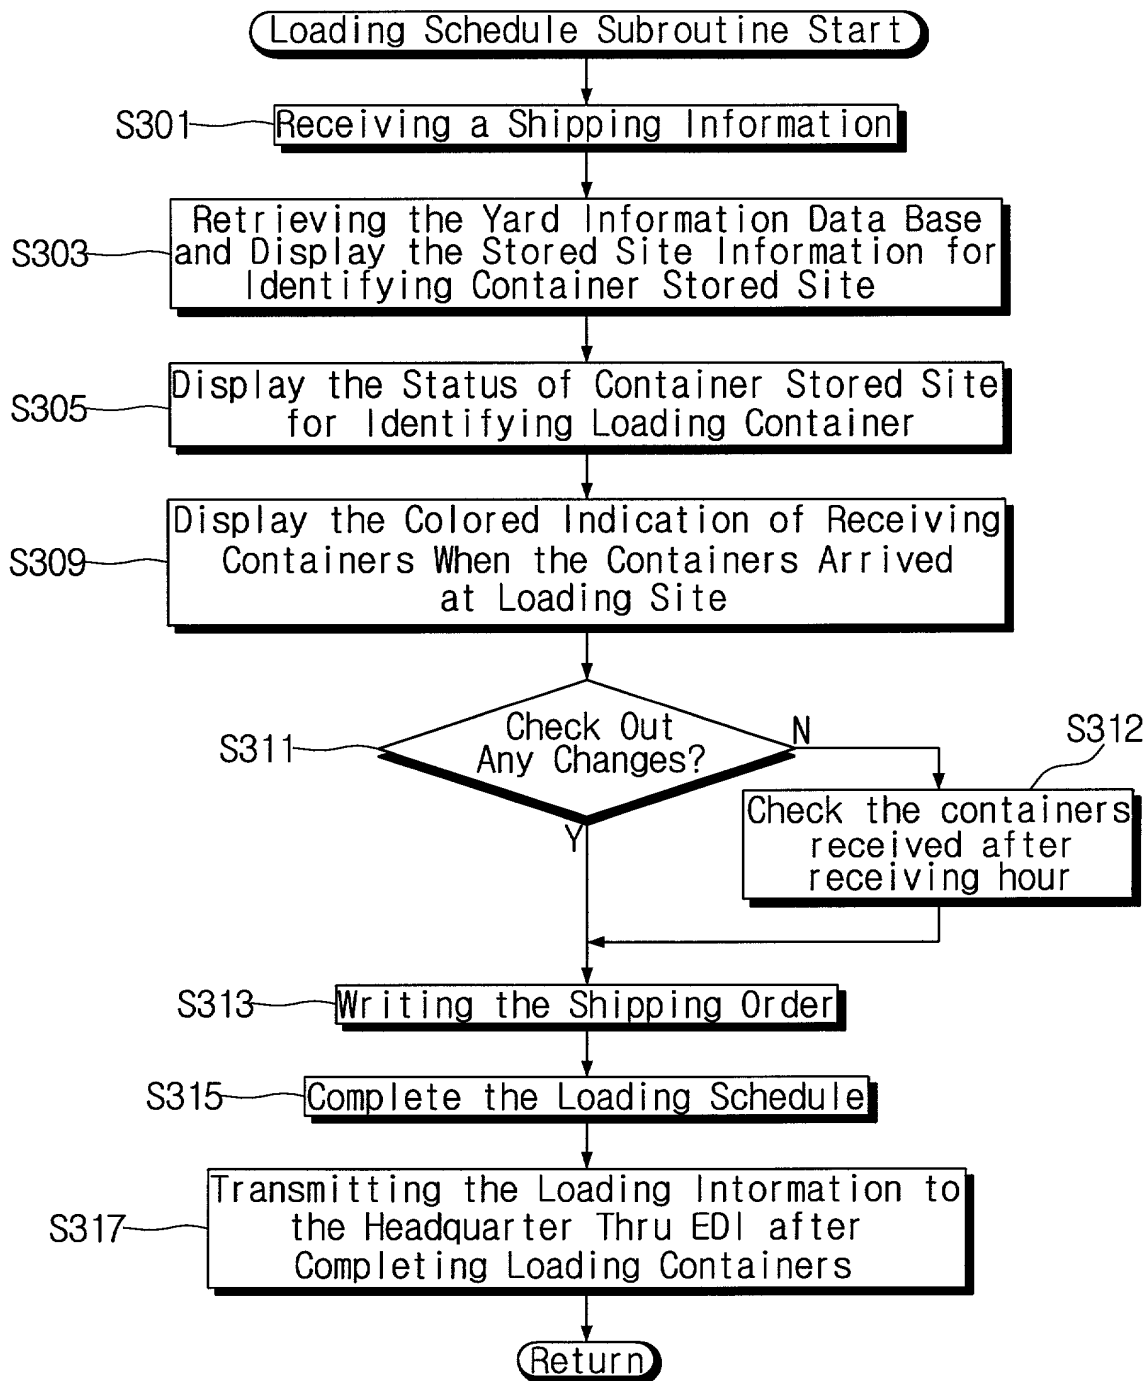 Loading Schedule Subroutine Start
S301
Receiving a Shipping Information
S303
Retrieving the Yard Information Data Base
and Display the Stored Site Information for
Identifying Container Stored Site
S305
Display the Status of Container Stored Site
for Identifying Loading Container
S309
Display the Colored Indication of Receiving
Containers When the Containers Arrived
at Loading Site
S311
Check Out
Any Changes?
N
S312
Check the containers
received after
receiving hour
Y
S313
Writing the Shipping Order
S315
Complete the Loading Schedule
S317
Transmitting the Loading Intormation to
the Headquarter Thru EDI after
Completing Loading Containers
Return